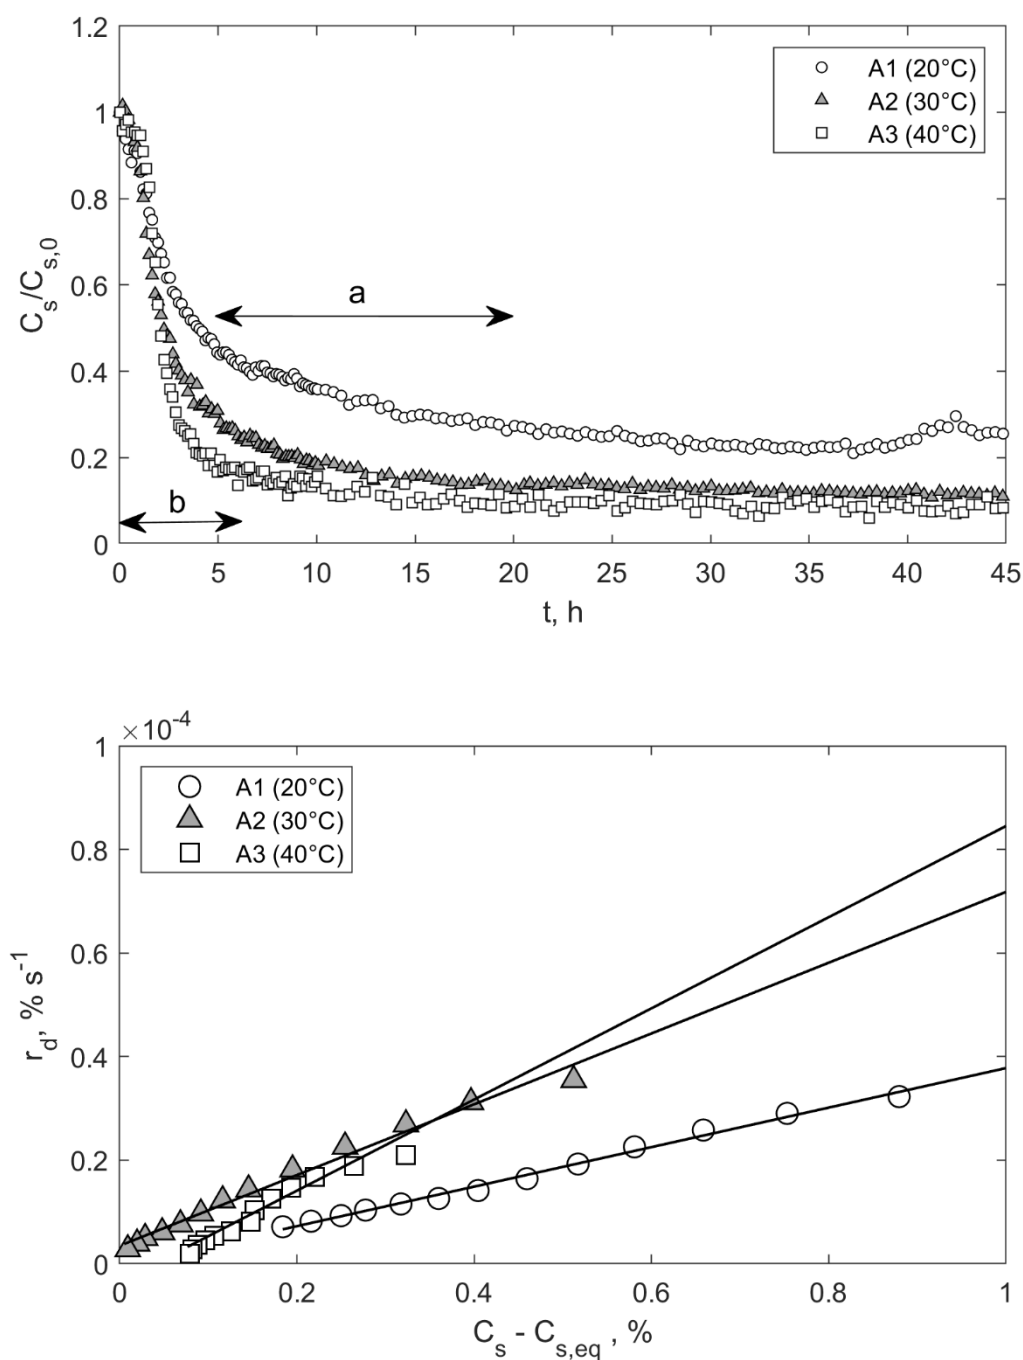 1.2
1
0.8
0.6
0.4
0.2
0
C_s/C_{s,0}
A1 (20°C)
A2 (30°C)
A3 (40°C)
a
b
0 5 10 15 20 25 30 35 40 45
t, h
×10^{-4}
1
0.8
0.6
0.4
0.2
0
r_d, % s^{-1}
A1 (20°C)
A2 (30°C)
A3 (40°C)
0 0.2 0.4 0.6 0.8 1
C_s - C_{s,eq} , %